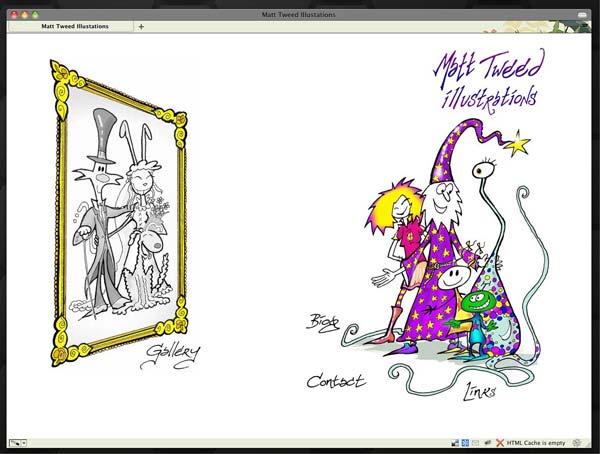 Matt Tweed Illustations
Matt Tweed Illustations
Matt Tweed
illustrations
Gallery
Biog
Contact
Links
HTML Cache is empty